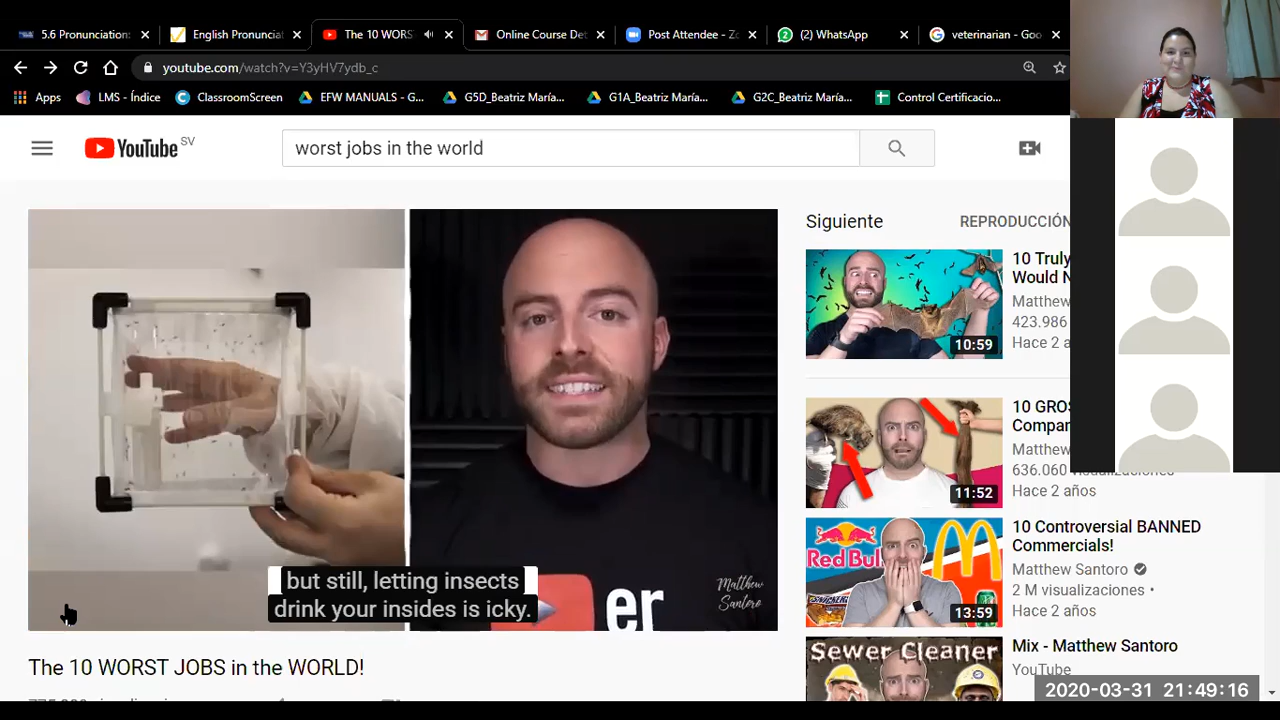 5.6 Pronunciation:
English Pronunciat
The 10 WORS
Online Course Det
Post Attendee - Zo
(2) WhatsApp
veterinarian - Goo
youtube.com/watch?v=Y3yHV7ydb_c
Apps
LMS - Índice
ClassroomScreen
EFW MANUALS - G...
G5D_Beatriz María...
G1A_Beatriz María...
G2C_Beatriz María...
Control Certificacio...
YouTube SV
worst jobs in the world
but still, letting insects
drink your insides is icky.
er
Matthew
Santoro
The 10 WORST JOBS in the WORLD!
Siguiente
REPRODUCCIÓN
10 Truly
Would N
Matthew
423.986
Hace 2 a
10:59
10 GROS
Compan
Matthew
636.060 visualizaciones
Hace 2 años
11:52
10 Controversial BANNED
Commercials!
Matthew Santoro
2 M visualizaciones •
Hace 2 años
Red Bull
13:59
Mix - Matthew Santoro
YouTube
Sewer Cleaner
2020-03-31 21:49:16